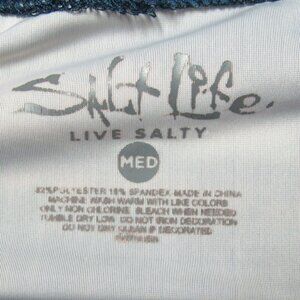 Salt Life.
LIVE SALTY
MED
82%POLYESTER 18% SPANDEX-MADE IN CHINA
MACHINE WASH WARM WITH LIKE COLORS
ONLY NON CHLORINE BLEACH WHEN NEEDED
TUMBLE DRY LOW DO NOT IRON DECORATION
DO NOT DRY CLEAN IF DECORATED